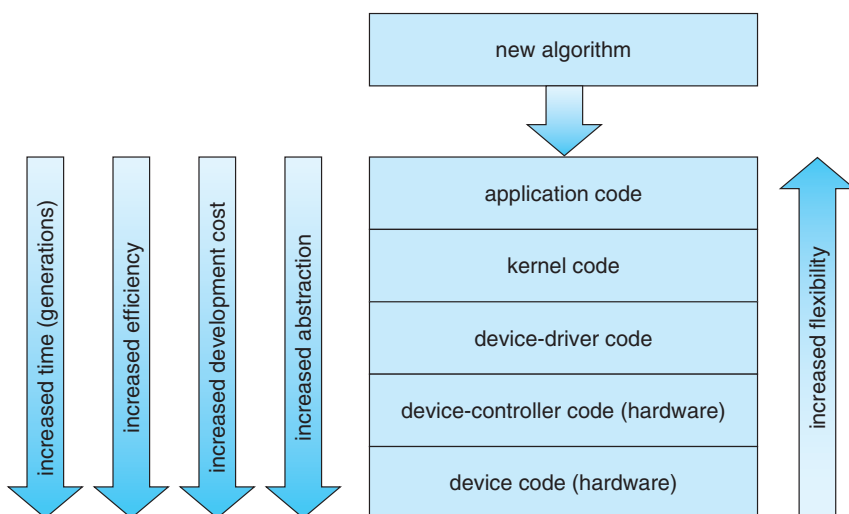 new algorithm
application code
kernel code
device-driver code
device-controller code (hardware)
device code (hardware)
increased time (generations)
increased efficiency
increased development cost
increased abstraction
increased flexibility